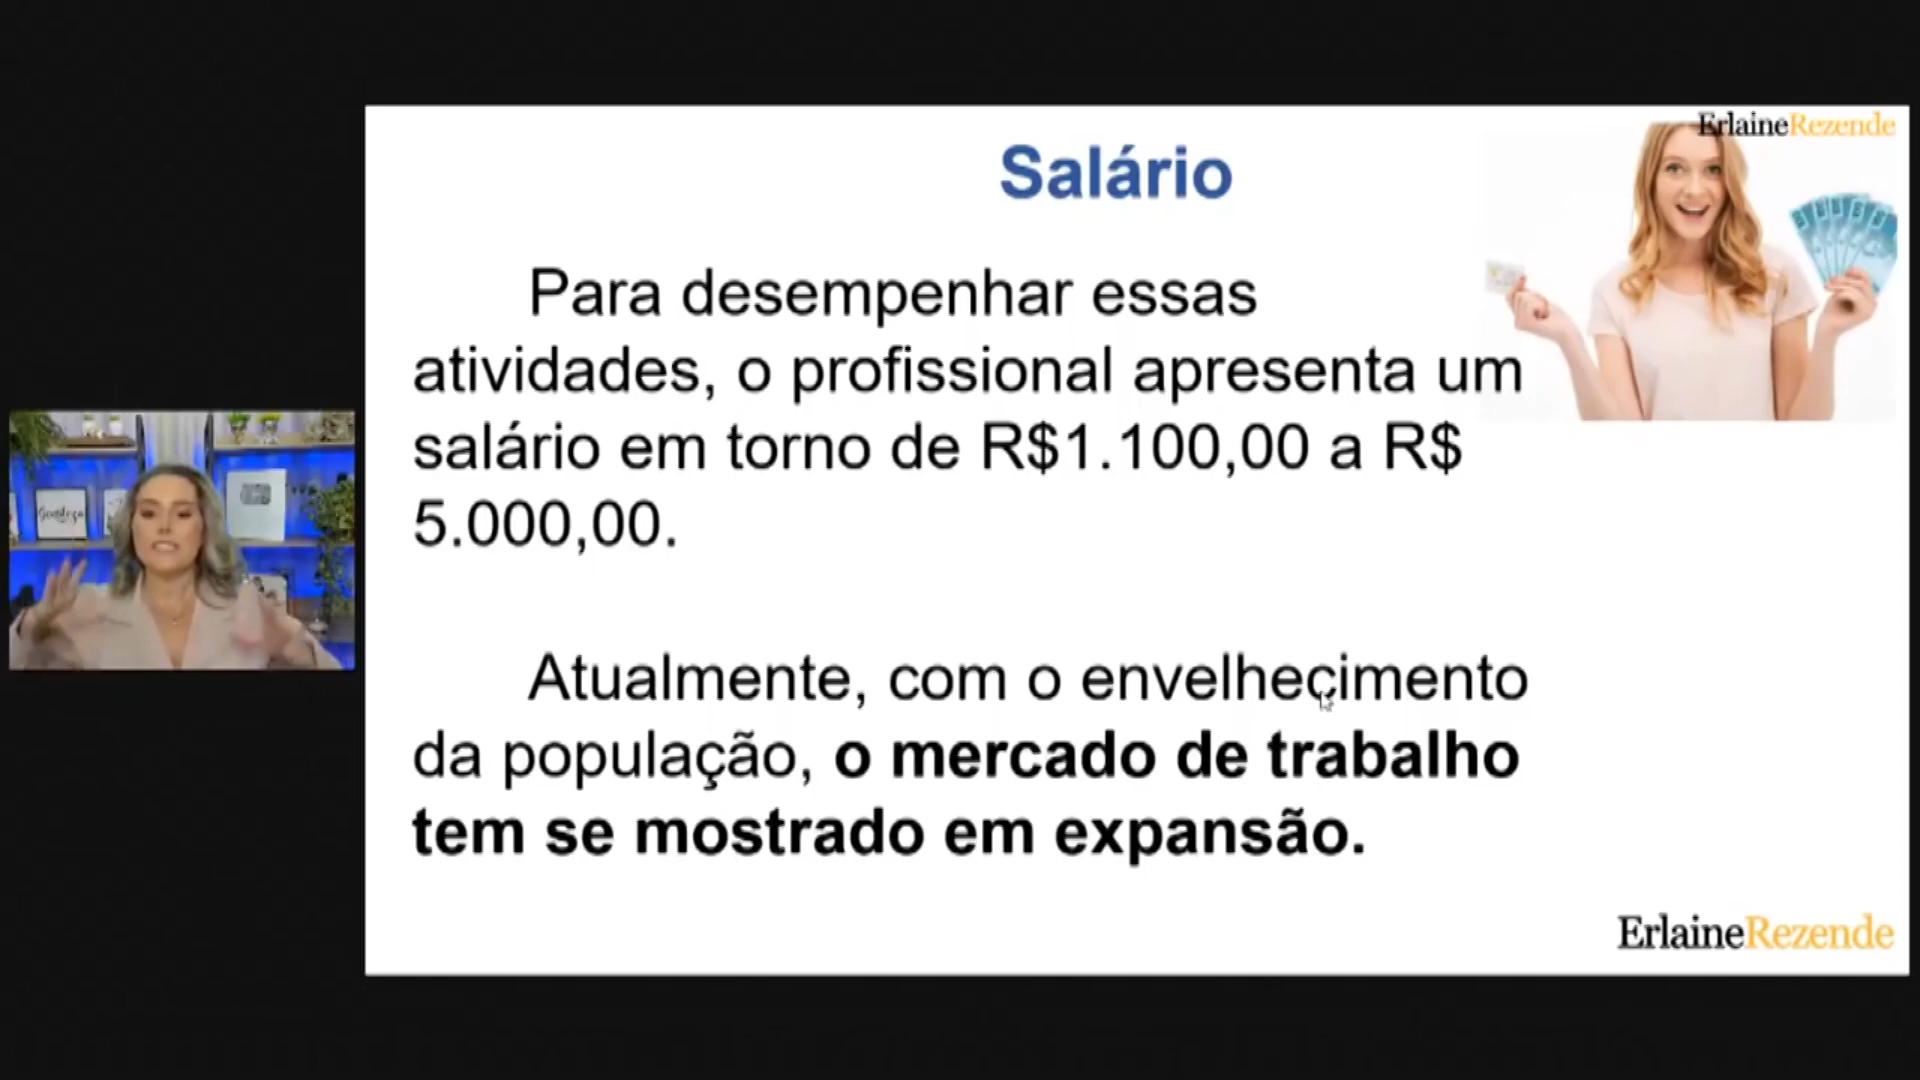 ErlaineRezende
Salário
Para desempenhar essas
atividades, o profissional apresenta um
salário em torno de R$1.100,00 a R$
5.000,00.
Atualmente, com o envelhecimento
da população, o mercado de trabalho
tem se mostrado em expansão.
ErlaineRezende
Gentileza